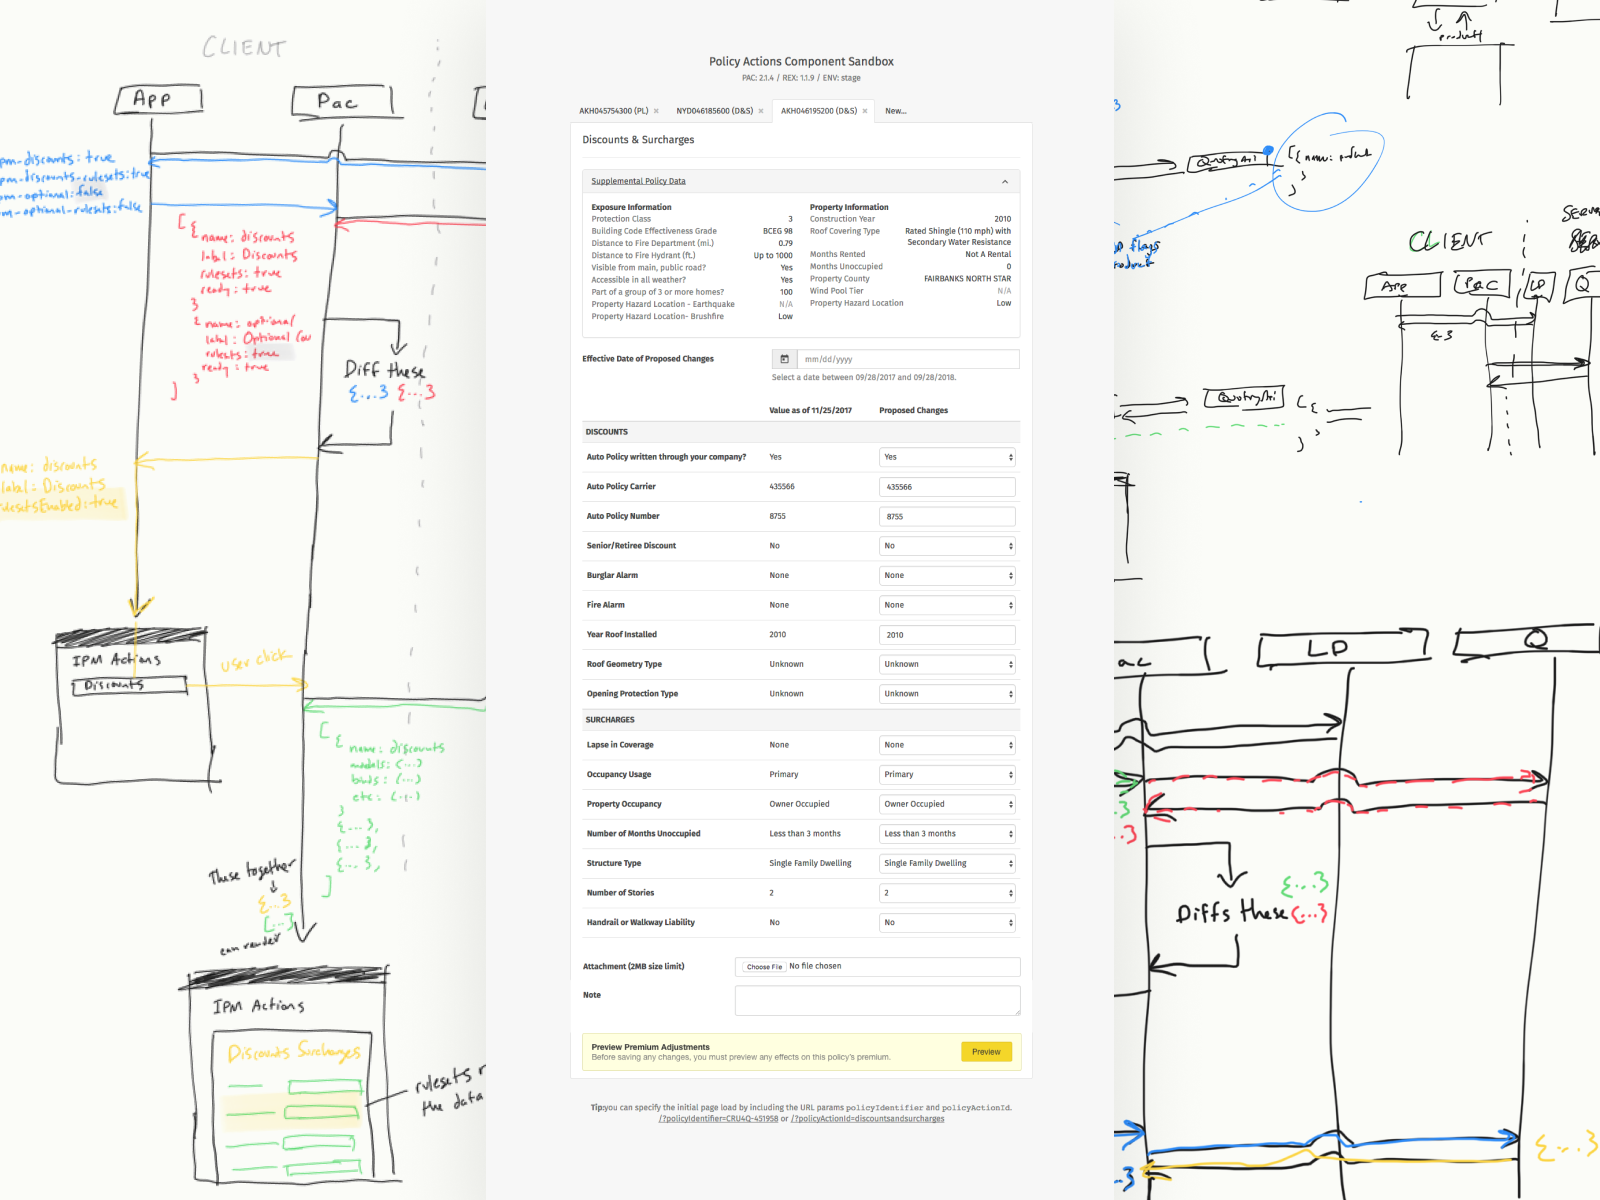 CLIENT
App
Pac
pm-discounts: true
pm-discounts-rulesets: true
om-optional: false
m-optional-rulesets: false
[ { name: discounts
label: Discounts
rulesets: true
ready: true
}
{ name: optional
label: Optional Cov
rulesets: true
ready: true
}
]
Diff these
{...} {...}
name: discounts
label: Discounts
rulesetsEnabled: true
IPM Actions
Discounts
user click
[ { name: discounts
models: {...}
binds: {...}
etc: {...}
}
{...},
{...},
{...},
]
These together
{...}
{...}
can render
IPM Actions
Discounts Surcharges
rulesets
the data
Policy Actions Component Sandbox
PAC: 2.1.4 / REX: 1.1.9 / ENV: stage
AKH045754300 (PL) × NYD046185600 (D&S) × AKH046195200 (D&S) × New...
Discounts & Surcharges
Supplemental Policy Data
Exposure Information
Protection Class 3
Building Code Effectiveness Grade BCEG 98
Distance to Fire Department (mi.) 0.79
Distance to Fire Hydrant (ft.) Up to 1000
Visible from main, public road? Yes
Accessible in all weather? Yes
Part of a group of 3 or more homes? 100
Property Hazard Location - Earthquake N/A
Property Hazard Location- Brushfire Low
Property Information
Construction Year 2010
Roof Covering Type Rated Shingle (110 mph) with
Secondary Water Resistance
Months Rented Not A Rental
Months Unoccupied 0
Property County FAIRBANKS NORTH STAR
Wind Pool Tier N/A
Property Hazard Location Low
Effective Date of Proposed Changes mm/dd/yyyy
Select a date between 09/28/2017 and 09/28/2018.
Value as of 11/25/2017 Proposed Changes
DISCOUNTS
Auto Policy written through your company? Yes Yes
Auto Policy Carrier 435566 435566
Auto Policy Number 8755 8755
Senior/Retiree Discount No No
Burglar Alarm None None
Fire Alarm None None
Year Roof Installed 2010 2010
Roof Geometry Type Unknown Unknown
Opening Protection Type Unknown Unknown
SURCHARGES
Lapse in Coverage None None
Occupancy Usage Primary Primary
Property Occupancy Owner Occupied Owner Occupied
Number of Months Unoccupied Less than 3 months Less than 3 months
Structure Type Single Family Dwelling Single Family Dwelling
Number of Stories 2 2
Handrail or Walkway Liability No No
Attachment (2MB size limit) Choose File No file chosen
Note
Preview Premium Adjustments
Before saving any changes, you must preview any effects on this policy's premium.
Preview
Tip: you can specify the initial page load by including the URL params policyIdentifier and policyActionId.
/?policyIdentifier=CRU4Q-451958 or /?policyActionId=discountsandsurcharges
product
[ { name:
}
]
flags
product
CLIENT
App
Pac
LD
Q
{...}
[ {
} }
ac
LD
Q
Diffs these {...}
{...}
{...}